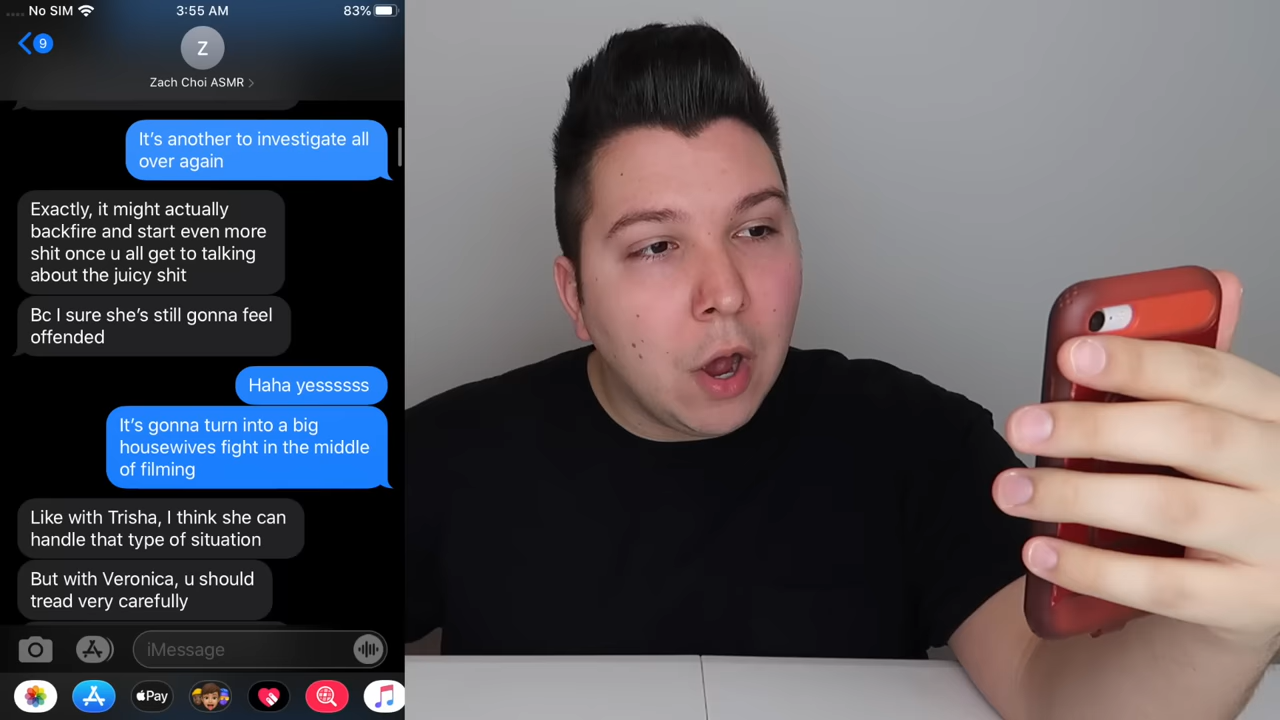 No SIM
3:55 AM
83%
9
Z
Zach Choi ASMR
It's another to investigate all
over again
Exactly, it might actually
backfire and start even more
shit once u all get to talking
about the juicy shit
Bc I sure she's still gonna feel
offended
Haha yessssss
It's gonna turn into a big
housewives fight in the middle
of filming
Like with Trisha, I think she can
handle that type of situation
But with Veronica, u should
tread very carefully
iMessage
Pay